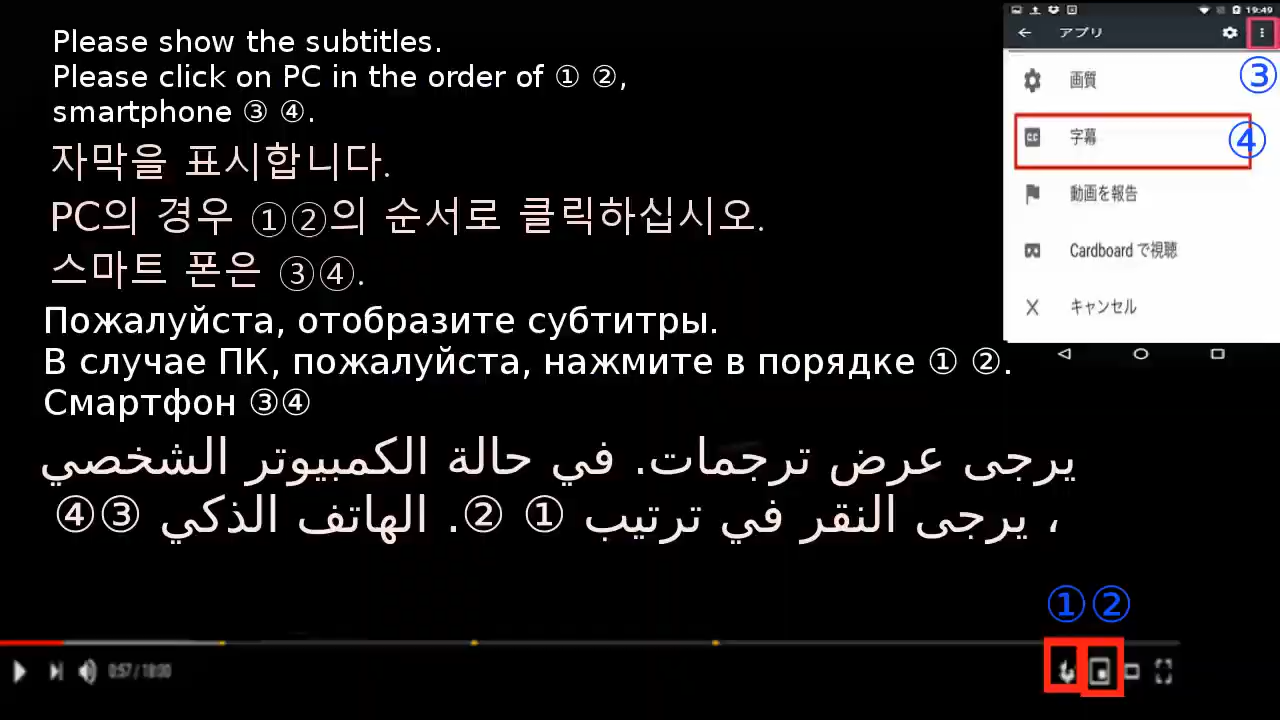 Please show the subtitles.
Please click on PC in the order of ① ②,
smartphone ③ ④.
자막을 표시합니다.
PC의 경우 ①②의 순서로 클릭하십시오.
스마트 폰은 ③④.
Пожалуйста, отобразите субтитры.
В случае ПК, пожалуйста, нажмите в порядке ① ②.
Смартфон ③④
يرجى عرض ترجمات. في حالة الكمبيوتر الشخصي
، يرجى النقر في ترتيب ① ②. الهاتف الذكي ③④
19:49
アプリ
③
画質
字幕
④
動画を報告
Cardboard で視聴
キャンセル
①②
0:57 / 18:00